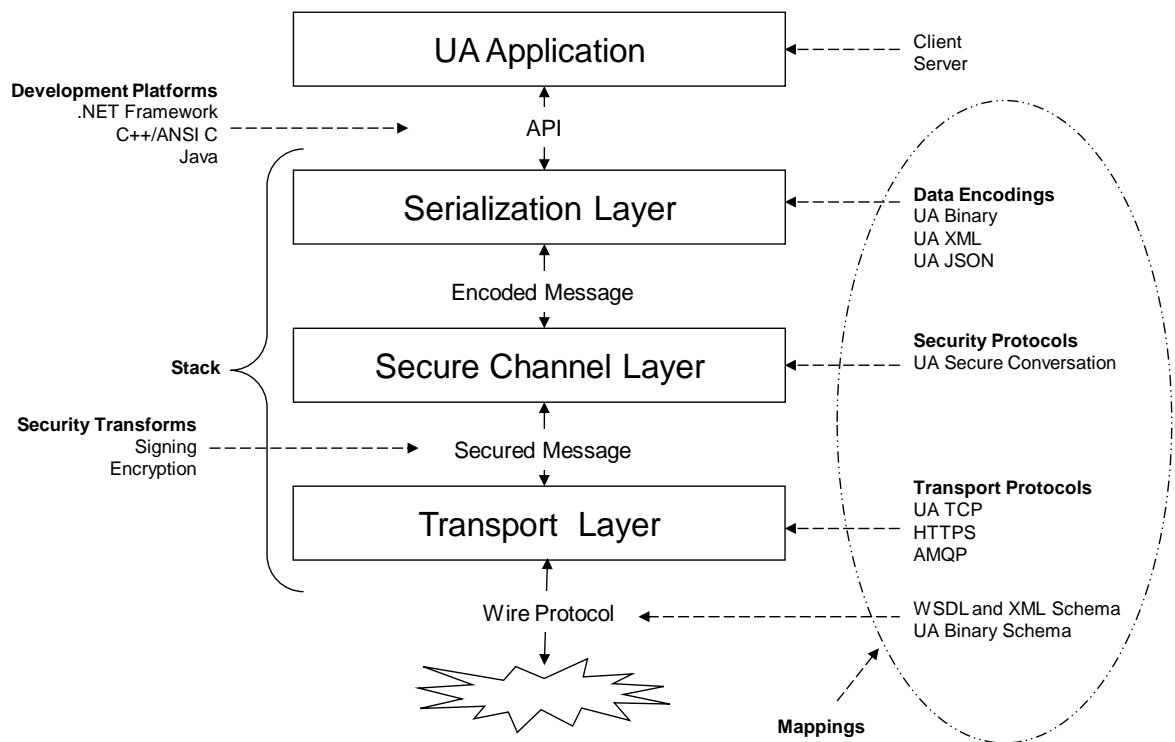 UA Application
Client
Server
Development Platforms
.NET Framework
C++/ANSI C
Java
API
Serialization Layer
Data Encodings
UA Binary
UA XML
UA JSON
Encoded Message
Stack
Secure Channel Layer
Security Protocols
UA Secure Conversation
Security Transforms
Signing
Encryption
Secured Message
Transport Layer
Transport Protocols
UA TCP
HTTPS
AMQP
Wire Protocol
WSDL and XML Schema
UA Binary Schema
Mappings